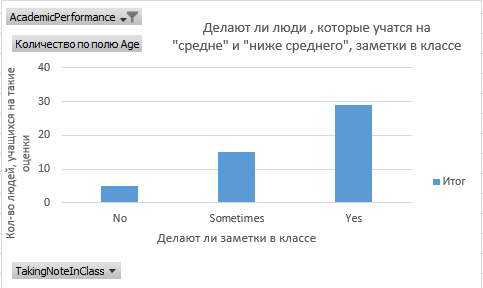 AcademicPerformance
Количество по полю Age
Делают ли люди , которые учатся на
"средне" и "ниже среднего", заметки в классе
Кол-во людей, учащихся на такие
оценки
40
30
20
10
0
No
Sometimes
Yes
Итог
Делают ли заметки в классе
TakingNoteInClass